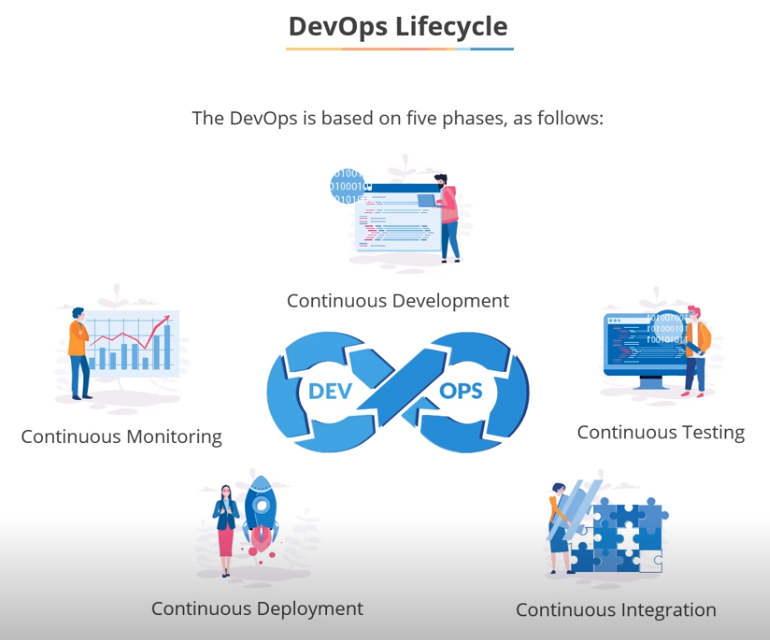 DevOps Lifecycle
The DevOps is based on five phases, as follows:
Continuous Development
Continuous Monitoring
DEV
OPS
Continuous Testing
Continuous Deployment
Continuous Integration